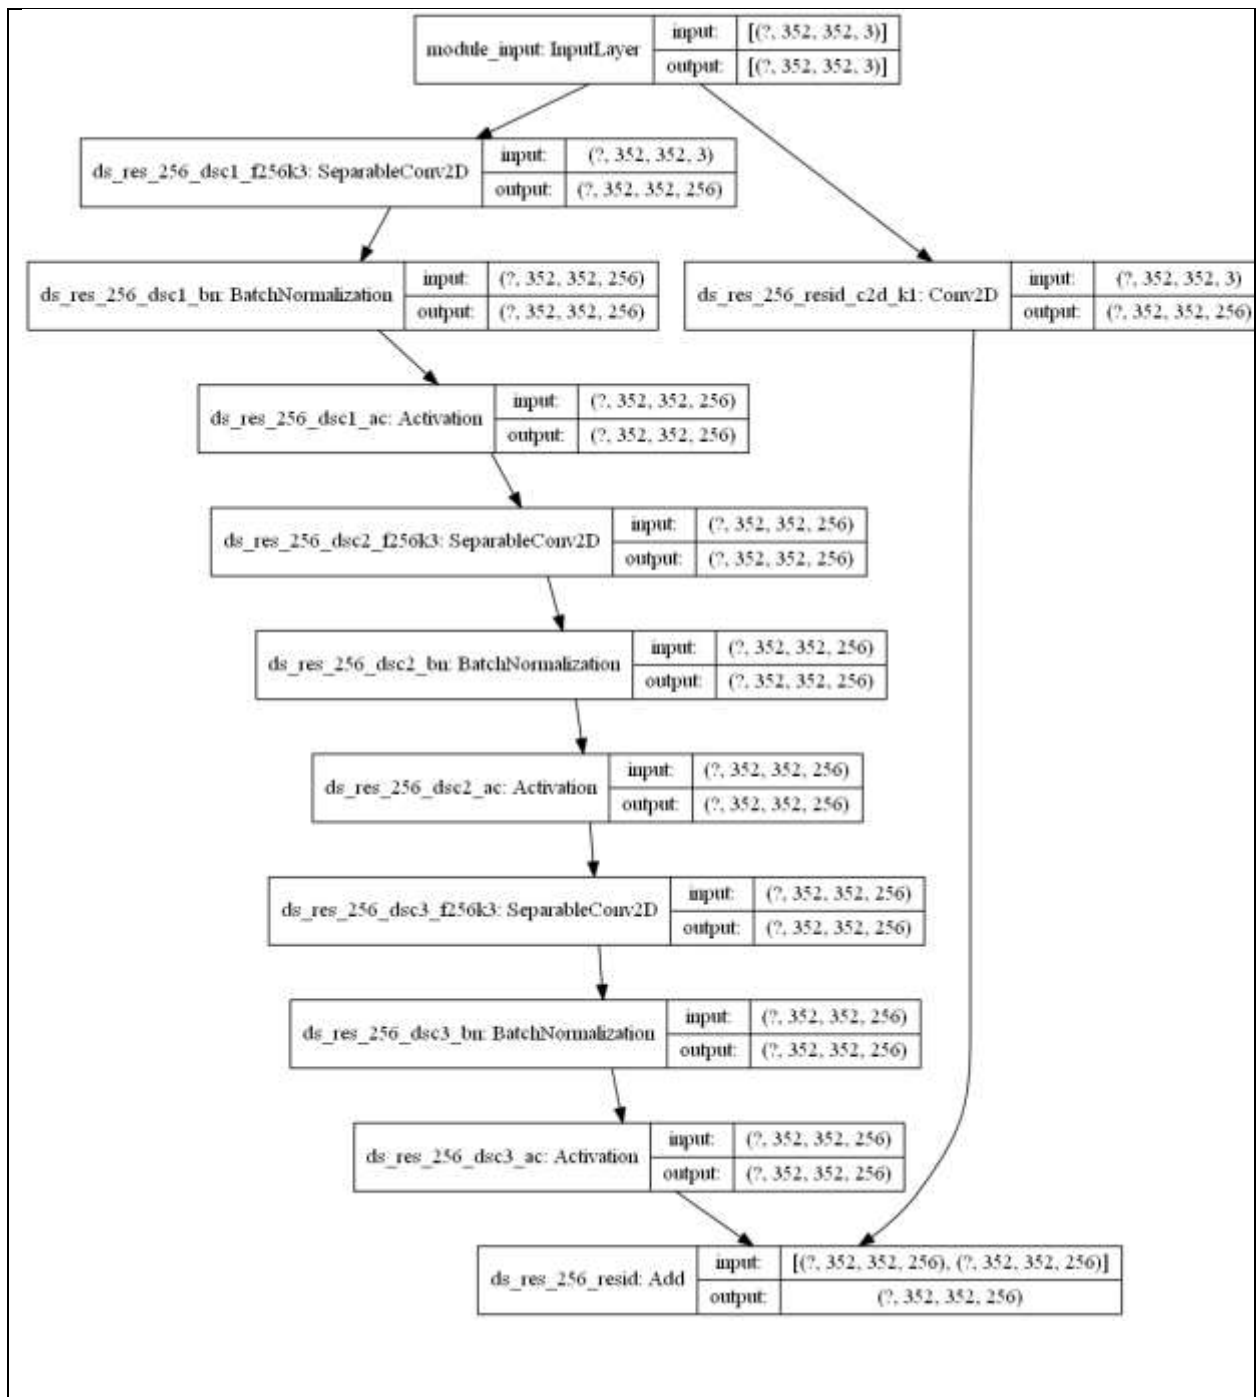 module_input: InputLayer input: [(?, 352, 352, 3)]
output: [(?, 352, 352, 3)]
ds_res_256_dsc1_f256k3: SeparableConv2D input: (?, 352, 352, 3)
output: (?, 352, 352, 256)
ds_res_256_dsc1_bn: BatchNormalization input: (?, 352, 352, 256)
output: (?, 352, 352, 256)
ds_res_256_resid_c2d_k1: Conv2D input: (?, 352, 352, 3)
output: (?, 352, 352, 256)
ds_res_256_dsc1_ac: Activation input: (?, 352, 352, 256)
output: (?, 352, 352, 256)
ds_res_256_dsc2_f256k3: SeparableConv2D input: (?, 352, 352, 256)
output: (?, 352, 352, 256)
ds_res_256_dsc2_bn: BatchNormalization input: (?, 352, 352, 256)
output: (?, 352, 352, 256)
ds_res_256_dsc2_ac: Activation input: (?, 352, 352, 256)
output: (?, 352, 352, 256)
ds_res_256_dsc3_f256k3: SeparableConv2D input: (?, 352, 352, 256)
output: (?, 352, 352, 256)
ds_res_256_dsc3_bn: BatchNormalization input: (?, 352, 352, 256)
output: (?, 352, 352, 256)
ds_res_256_dsc3_ac: Activation input: (?, 352, 352, 256)
output: (?, 352, 352, 256)
ds_res_256_resid: Add input: [(?, 352, 352, 256), (?, 352, 352, 256)]
output: (?, 352, 352, 256)